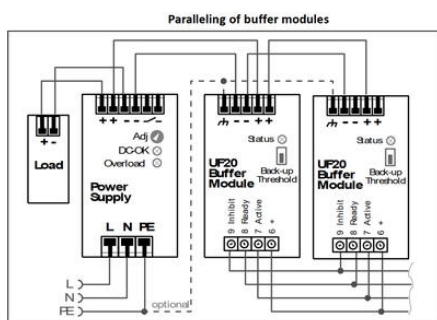 Paralleling of buffer modules
+ -
Load
+ + - -
Adj
DC-OK
Overload
Power
Supply
L N PE
- - + +
Status
UF20
Buffer
Module
Back-up
Threshold
9 Inhibit
8 Ready
7 Active
6 +
- - + +
Status
UF20
Buffer
Module
Back-up
Threshold
9 Inhibit
8 Ready
7 Active
6 +
L
N
PE
optional